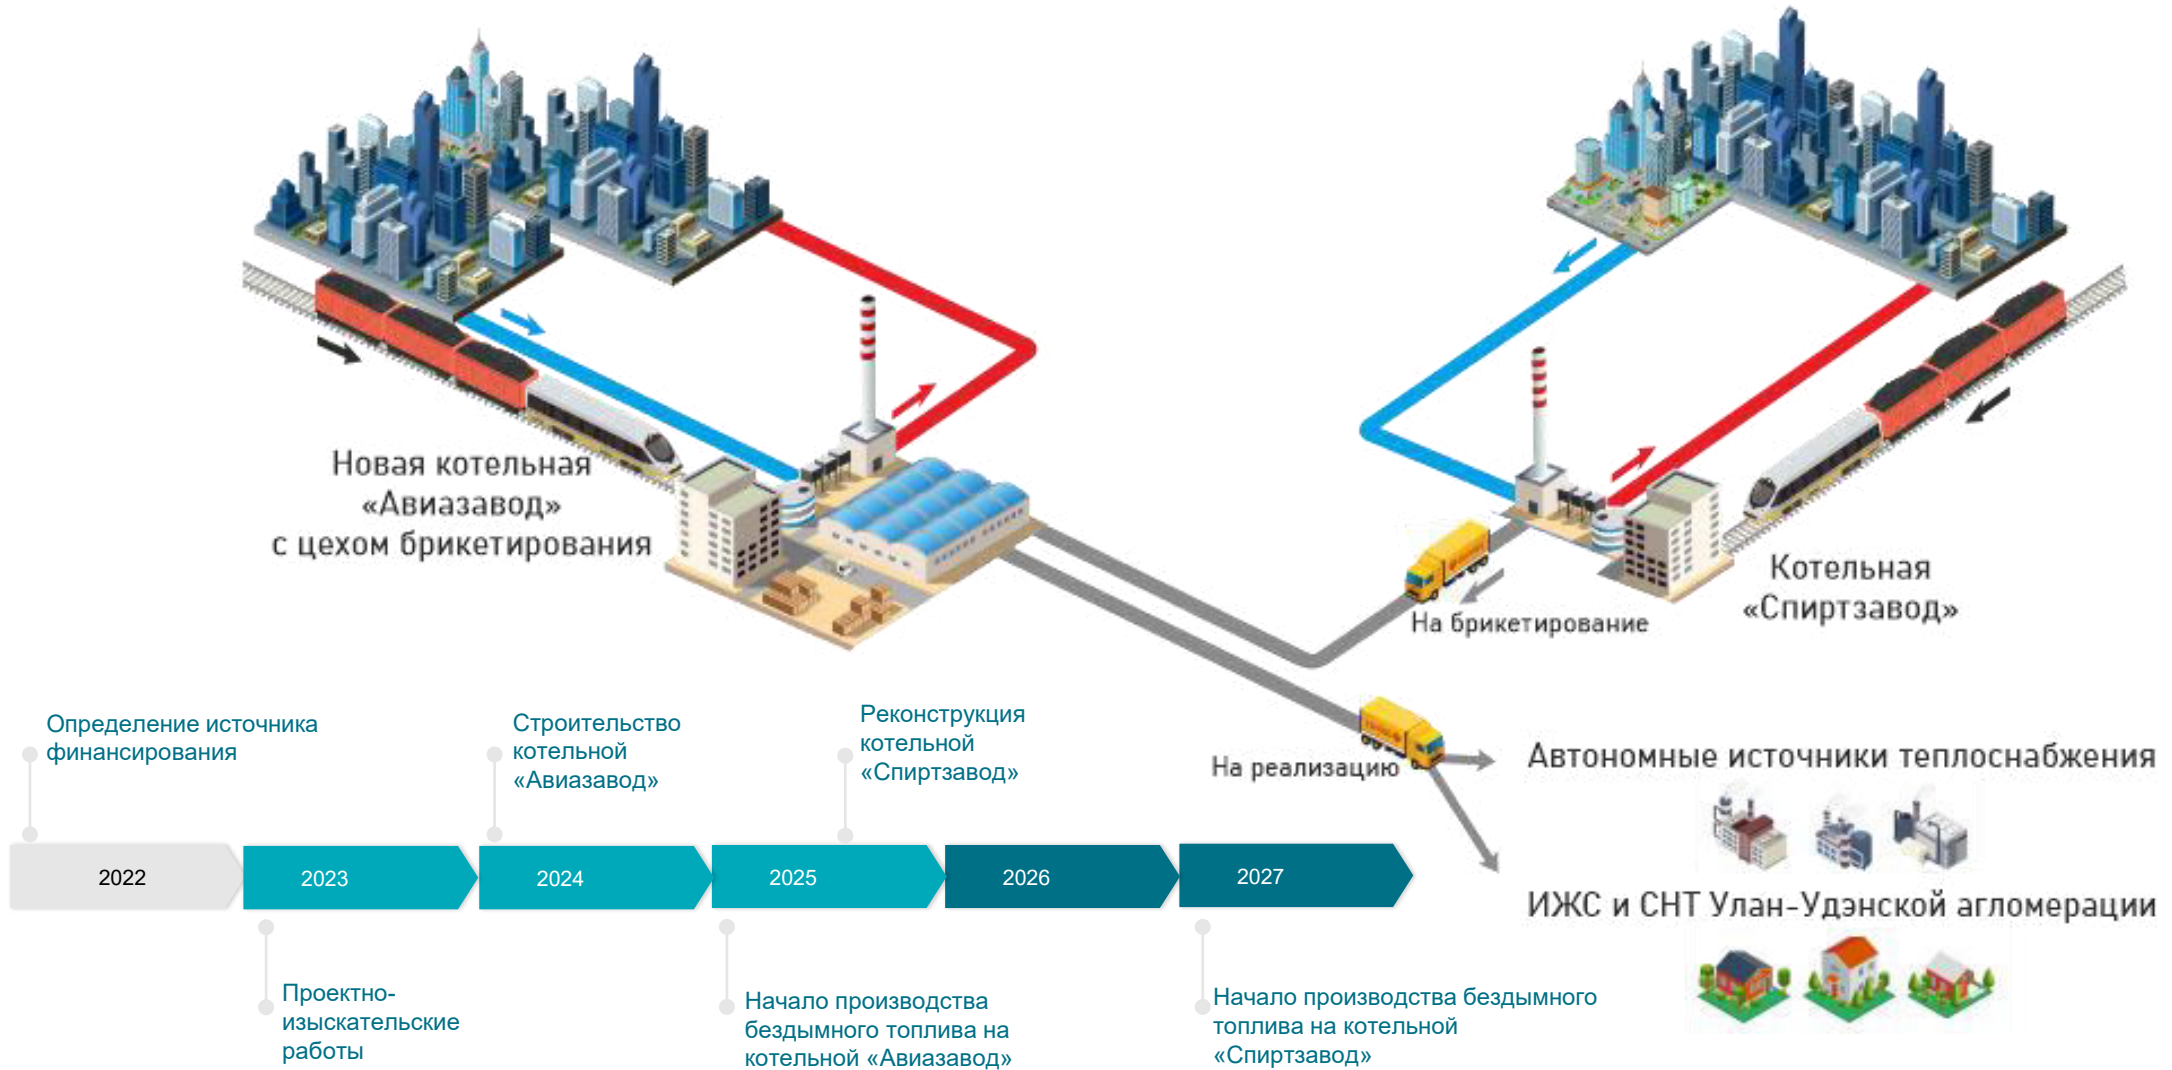 Новая котельная
«Авиазавод»
с цехом брикетирования
Котельная
«Спиртзавод»
На брикетирование
На реализацию
Автономные источники теплоснабжения
ИЖС и СНТ Улан-Удэнской агломерации
Определение источника
финансирования
Строительство
котельной
«Авиазавод»
Реконструкция
котельной
«Спиртзавод»
2022
2023
2024
2025
2026
2027
Проектно-
изыскательские
работы
Начало производства
бездымного топлива на
котельной «Авиазавод»
Начало производства бездымного
топлива на котельной
«Спиртзавод»